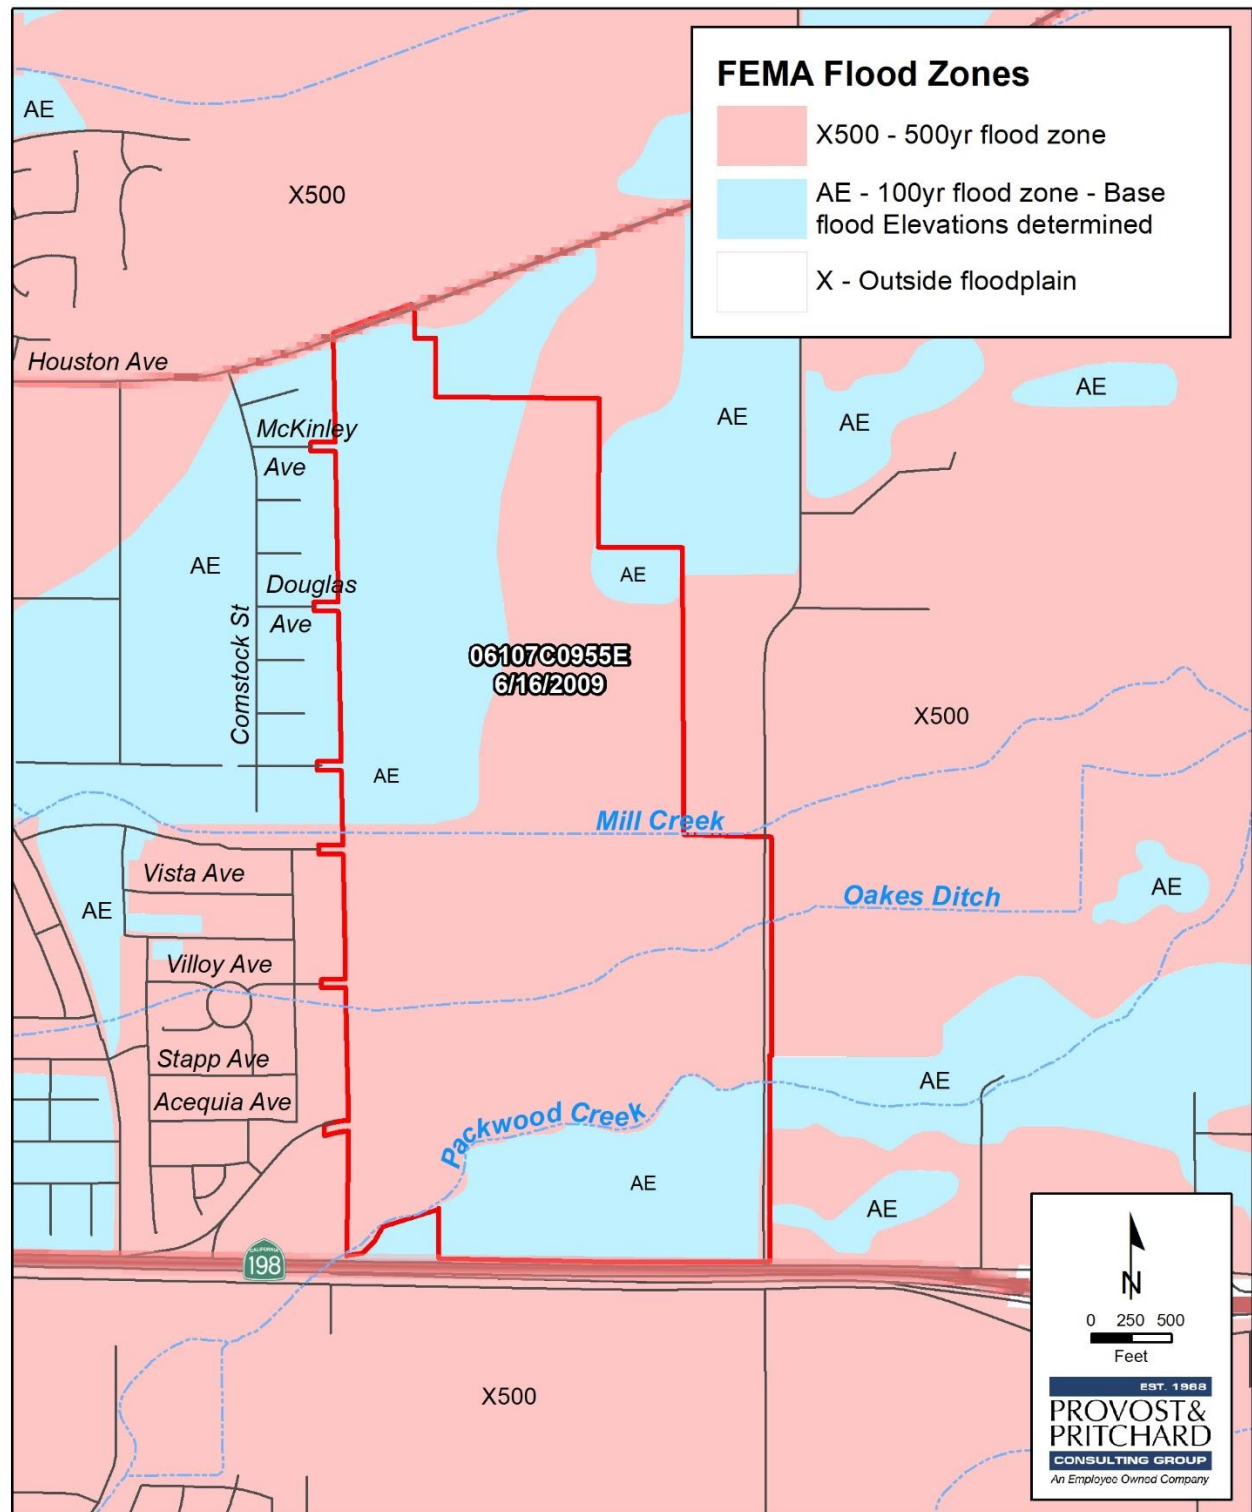 FEMA Flood Zones
X500 - 500yr flood zone
AE - 100yr flood zone - Base
flood Elevations determined
X - Outside floodplain
AE
X500
Houston Ave
McKinley
Ave
AE
AE
AE
AE
Douglas
Ave
AE
Comstock St
06107C0955E
6/16/2009
X500
AE
Mill Creek
Vista Ave
AE
Oakes Ditch
AE
Villoy Ave
Stapp Ave
Acequia Ave
Packwood Creek
AE
AE
AE
CALIFORNIA
198
X500
N
0 250 500
Feet
EST. 1968
PROVOST&
PRITCHARD
CONSULTING GROUP
An Employee Owned Company